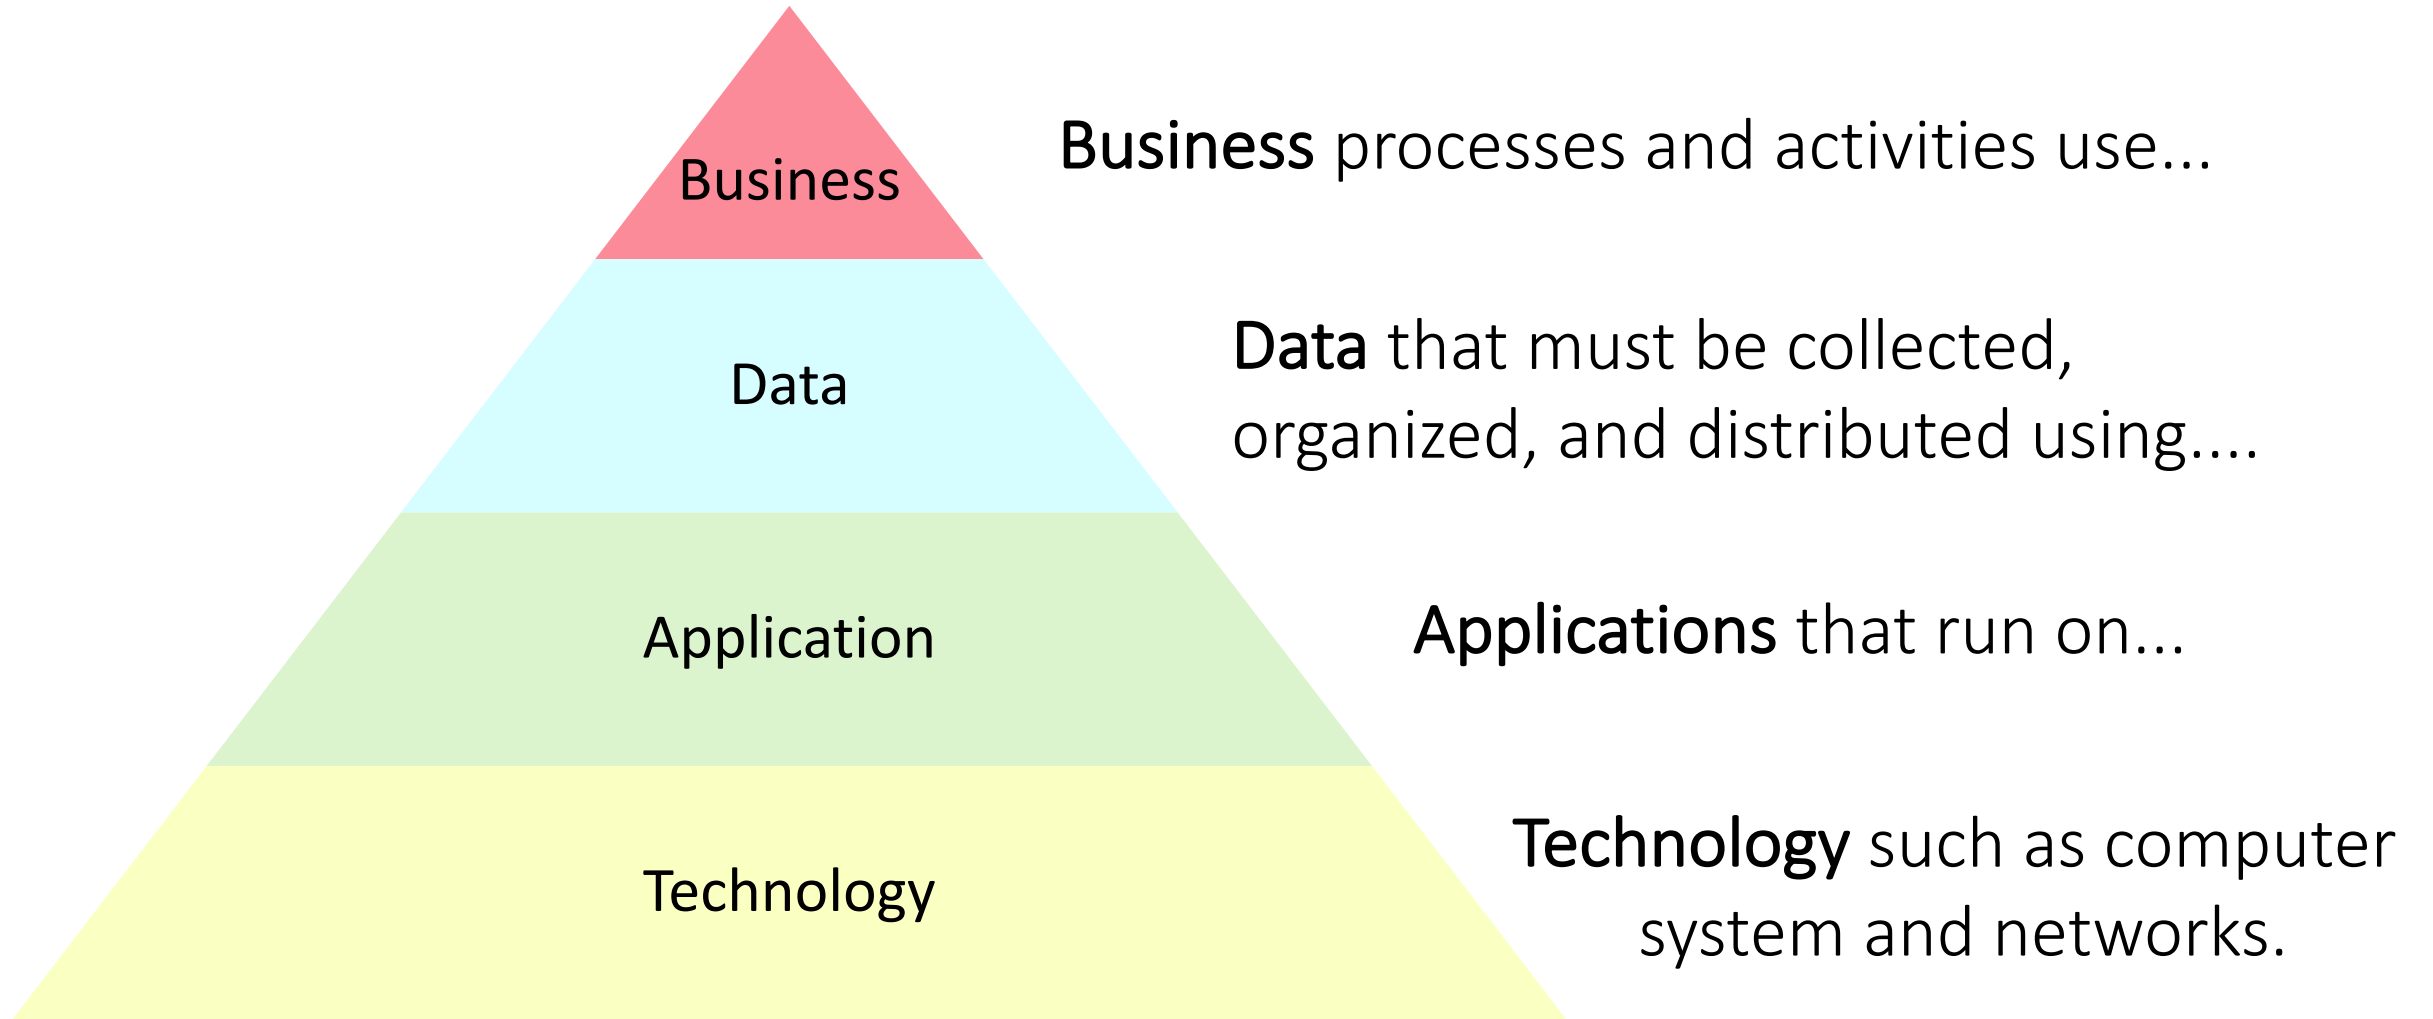 Business
Business processes and activities use...
Data
Data that must be collected,
organized, and distributed using....
Application
Applications that run on...
Technology
Technology such as computer
system and networks.